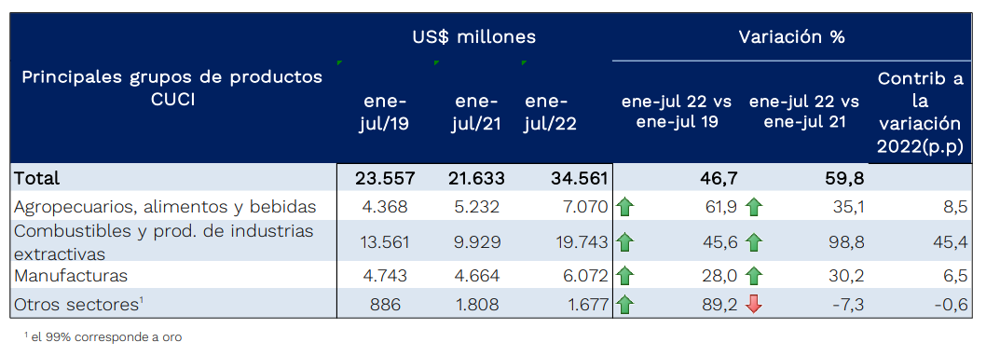 US$ millones Variación %
Principales grupos de productos
CUCI
ene-
jul/19
ene-
jul/21
ene-
jul/22
ene-jul 22 vs
ene-jul 19
ene-jul 22 vs
ene-jul 21
Contrib a
la
variación
2022(p.p)
Total 23.557 21.633 34.561 46,7 59,8
Agropecuarios, alimentos y bebidas 4.368 5.232 7.070 61,9 35,1 8,5
Combustibles y prod. de industrias
extractivas 13.561 9.929 19.743 45,6 98,8 45,4
Manufacturas 4.743 4.664 6.072 28,0 30,2 6,5
Otros sectores¹ 886 1.808 1.677 89,2 -7,3 -0,6
¹ el 99% corresponde a oro